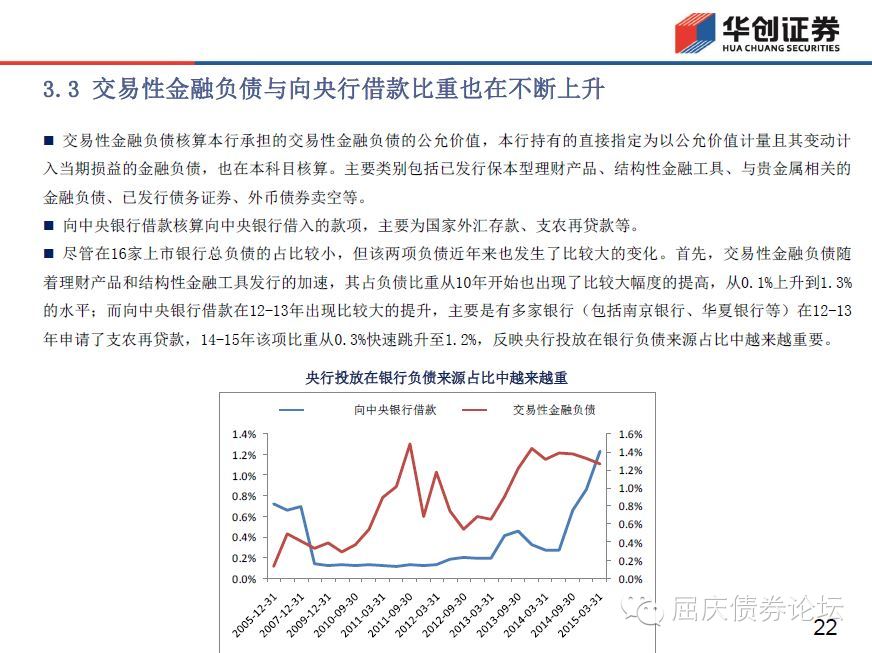 华创证券
HUA CHUANG SECURITIES
3.3 交易性金融负债与向央行借款比重也在不断上升
■ 交易性金融负债核算本行承担的交易性金融负债的公允价值，本行持有的直接指定为以公允价值计量且其变动计
入当期损益的金融负债，也在本科目核算。主要类别包括已发行保本型理财产品、结构性金融工具、与贵金属相关的
金融负债、已发行债务证券、外币债券卖空等。
■ 向中央银行借款核算向中央银行借入的款项，主要为国家外汇存款、支农再贷款等。
■ 尽管在16家上市银行总负债的占比较小，但该两项负债近年来也发生了比较大的变化。首先，交易性金融负债随
着理财产品和结构性金融工具发行的加速，其占负债比重从10年开始也出现了比较大幅度的提高，从0.1%上升到1.3%
的水平；而向中央银行借款在12-13年出现比较大的提升，主要是有多家银行（包括南京银行、华夏银行等）在12-13
年申请了支农再贷款，14-15年该项比重从0.3%快速跳升至1.2%，反映央行投放在银行负债来源占比中越来越重要。
央行投放在银行负债来源占比中越来越重
向中央银行借款 交易性金融负债
1.4% 1.6%
1.2% 1.4%
1.0% 1.2%
0.8% 1.0%
0.6% 0.8%
0.4% 0.6%
0.2% 0.4%
0.0% 0.2%
0.0%
2005-12-31 2007-12-31 2009-12-31 2010-09-30 2011-03-31 2011-09-30 2012-03-31 2012-09-30 2013-03-31 2013-09-30 2014-03-31 2014-09-30 2015-03-31
屈庆债券论坛
22